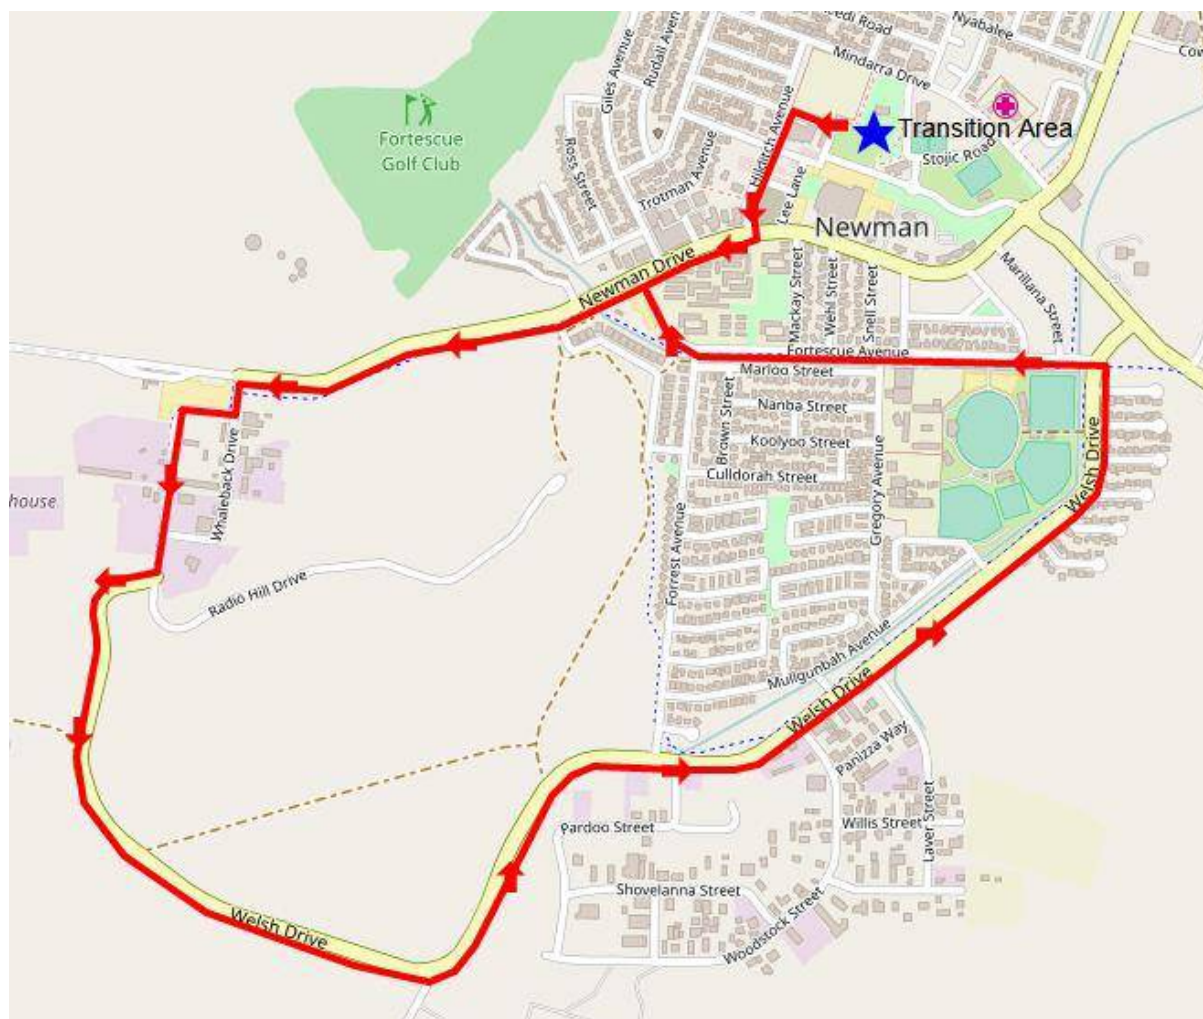 Nyabalee
Mindarra Drive
Giles Avenue
Rudall Aven
Fortescue
Golf Club
Transition Area
Ross Street
Hilditch Avenue
Stojic Road
Trotman Avenue
Lee Lane
Newman
Newman Drive
Mackay Street
Wehl Street
Snell Street
Marillana Street
Fortescue Avenue
Marloo Street
Nanba Street
Brown Street
Koolyoo Street
Culldorah Street
Whaleback Drive
Gregory Avenue
Welsh Drive
house
Radio Hill Drive
Forrest Avenue
Mullgunbah Avenue
Welsh Drive
Panizza Way
Pardoo Street
Willis Street
Laver Street
Shovelanna Street
Welsh Drive
Woodstock Street